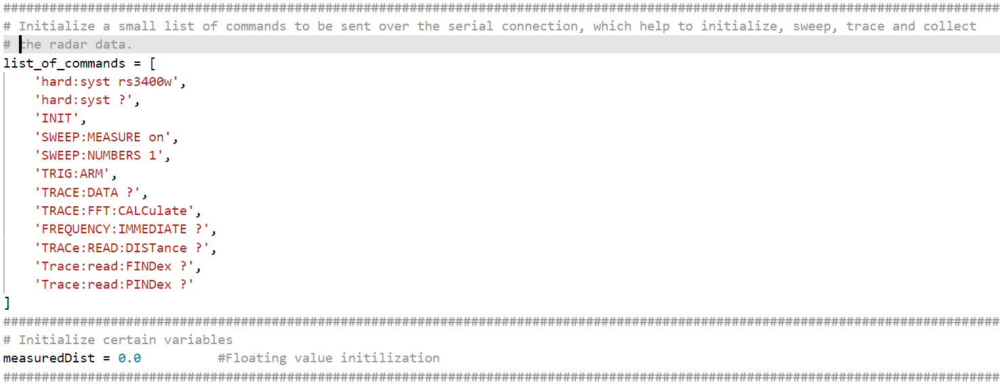 ##################################################################################################################################
# Initialize a small list of commands to be sent over the serial connection, which help to initialize, sweep, trace and collect
# the radar data.
list_of_commands = [
    'hard:syst rs3400w',
    'hard:syst ?',
    'INIT',
    'SWEEP:MEASURE on',
    'SWEEP:NUMBERS 1',
    'TRIG:ARM',
    'TRACE:DATA ?',
    'TRACE:FFT:CALCulate',
    'FREQUENCY:IMMEDIATE ?',
    'TRACe:READ:DISTance ?',
    'Trace:read:FINDex ?',
    'Trace:read:PINDex ?'
]
##################################################################################################################################
# Initialize certain variables
measuredDist = 0.0          #Floating value initilization
##################################################################################################################################